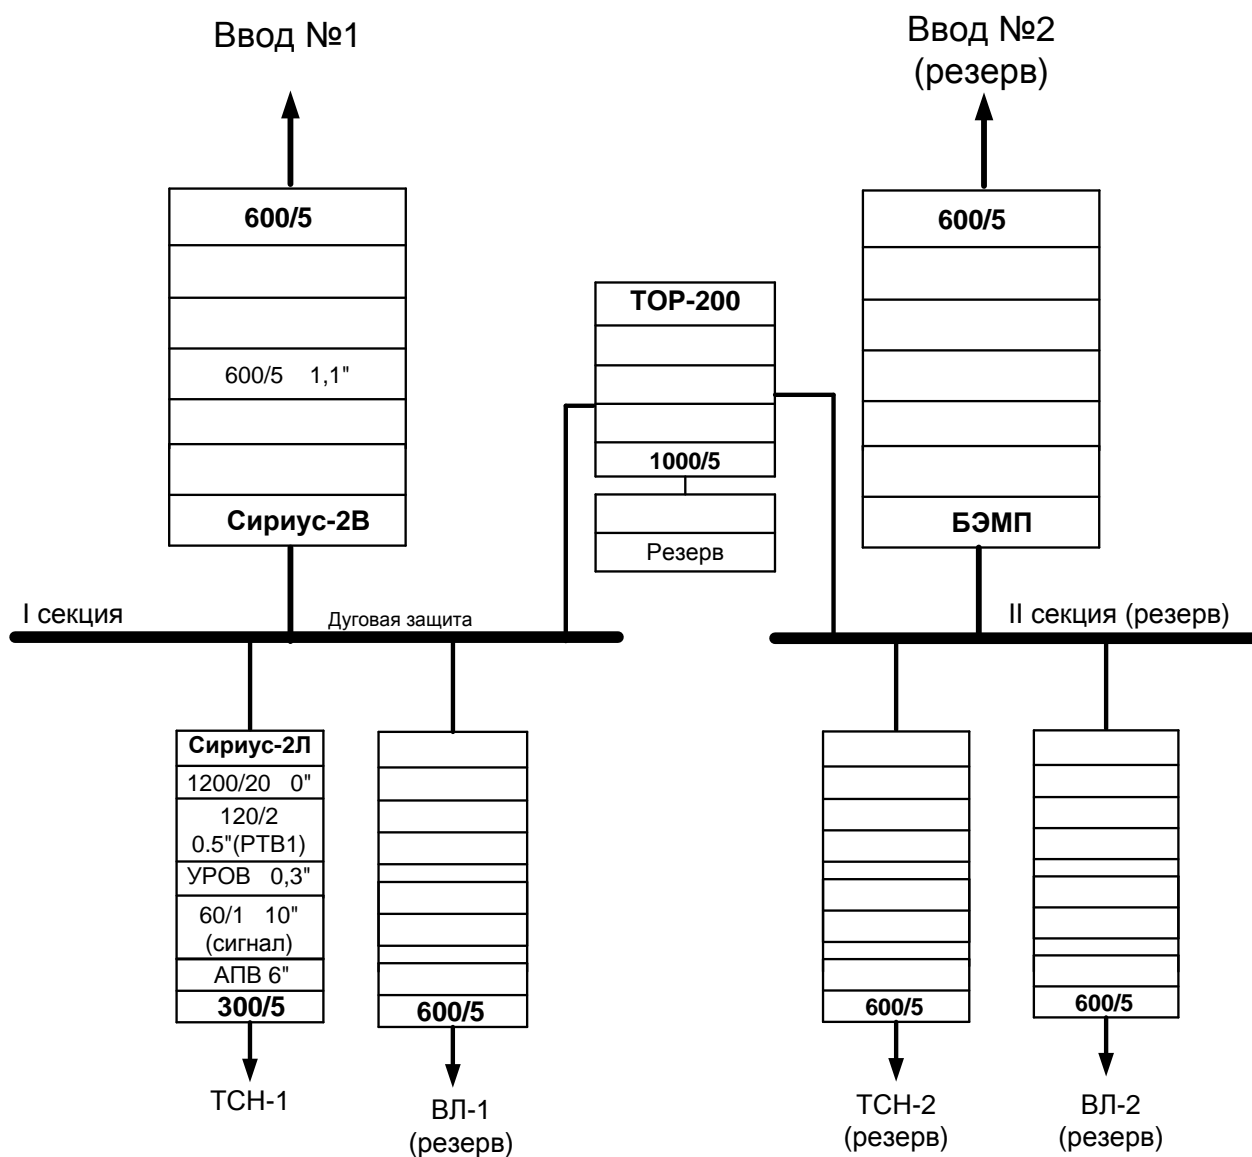 Ввод №1
Ввод №2
(резерв)
600/5
600/5
ТОР-200
600/5 1,1"
1000/5
Сириус-2В
Резерв
БЭМП
I секция
Дуговая защита
II секция (резерв)
Сириус-2Л
1200/20 0"
120/2
0.5"(РТВ1)
УРОВ 0,3"
60/1 10"
(сигнал)
АПВ 6"
300/5
600/5
600/5
600/5
ТСН-1
ВЛ-1
(резерв)
ТСН-2
(резерв)
ВЛ-2
(резерв)